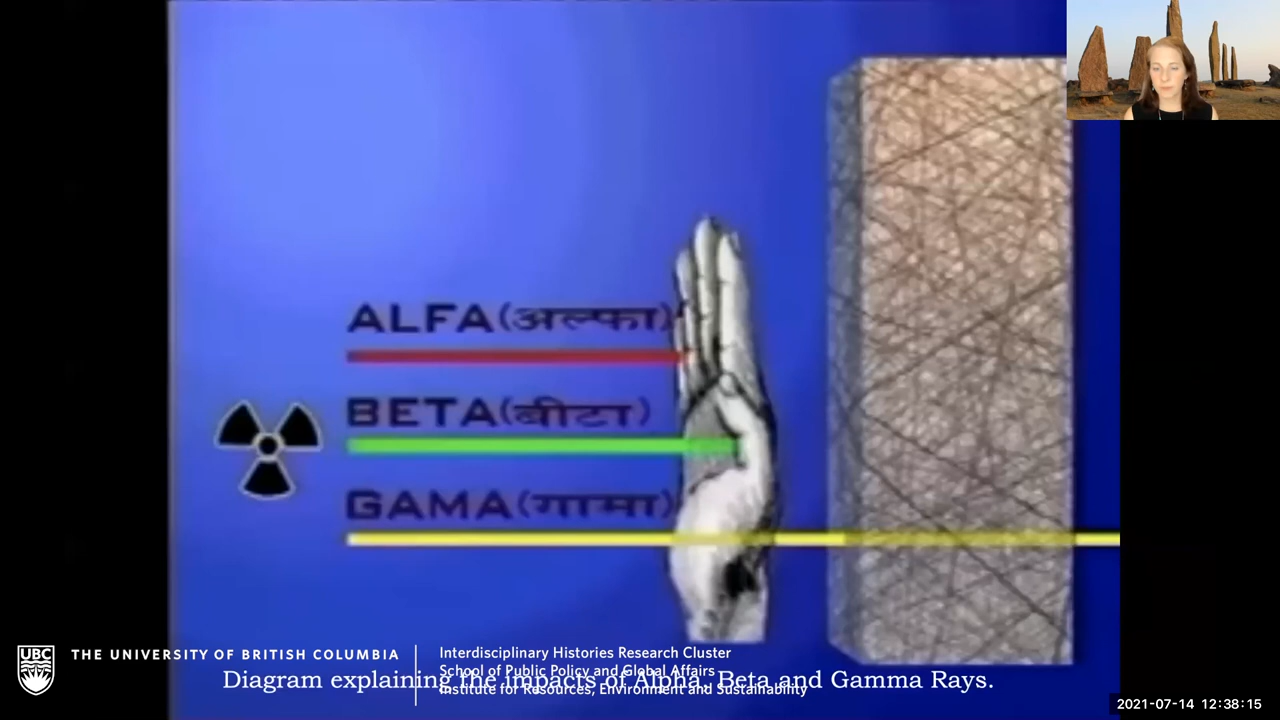 ALFA(अल्फा)
BETA(बीटा)
GAMA(गामा)
UBC
THE UNIVERSITY OF BRITISH COLUMBIA
Interdisciplinary Histories Research Cluster
School of Public Policy and Global Affairs
Institute for Resources, Environment and Sustainability
Diagram explaining the impacts of Alpha, Beta and Gamma Rays.
2021-07-14 12:38:15